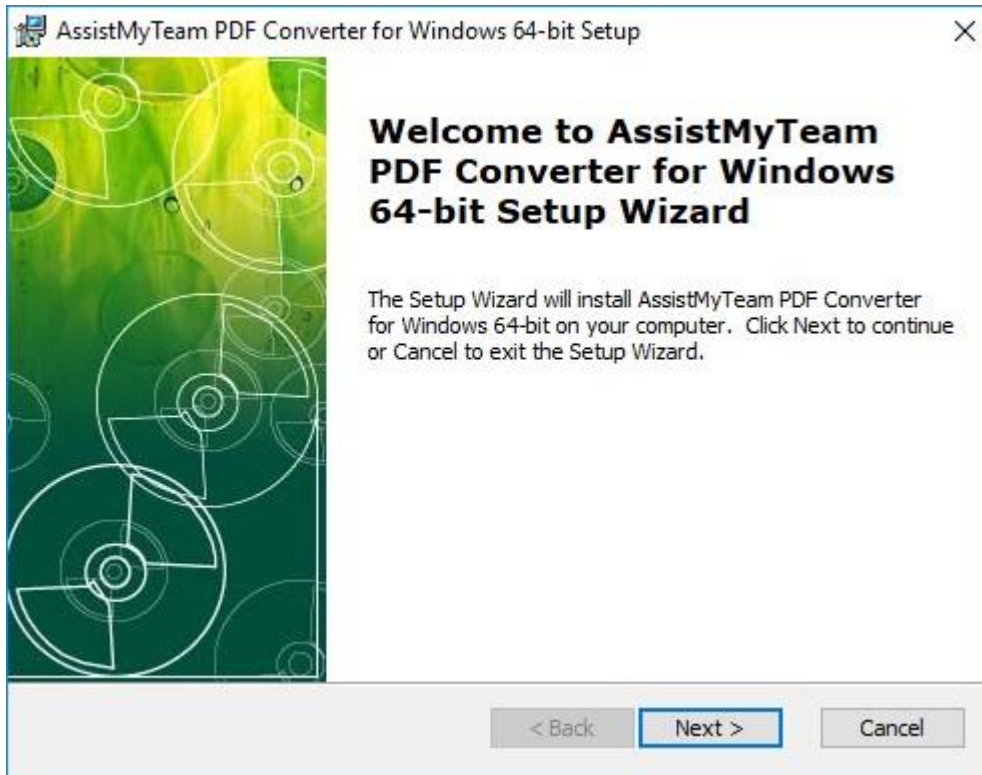 AssistMyTeam PDF Converter for Windows 64-bit Setup
Welcome to AssistMyTeam
PDF Converter for Windows
64-bit Setup Wizard
The Setup Wizard will install AssistMyTeam PDF Converter
for Windows 64-bit on your computer.  Click Next to continue
or Cancel to exit the Setup Wizard.
< Back   Next >   Cancel